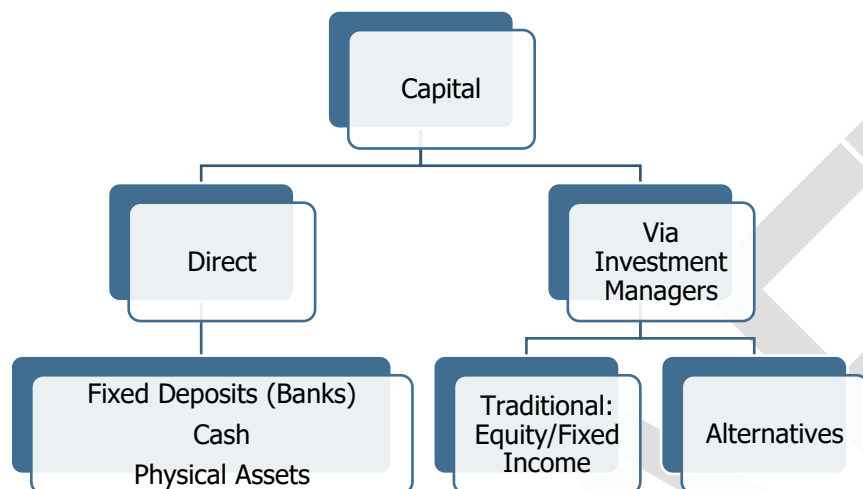 Capital
Direct
Via
Investment
Managers
Fixed Deposits (Banks)
Cash
Physical Assets
Traditional:
Equity/Fixed
Income
Alternatives